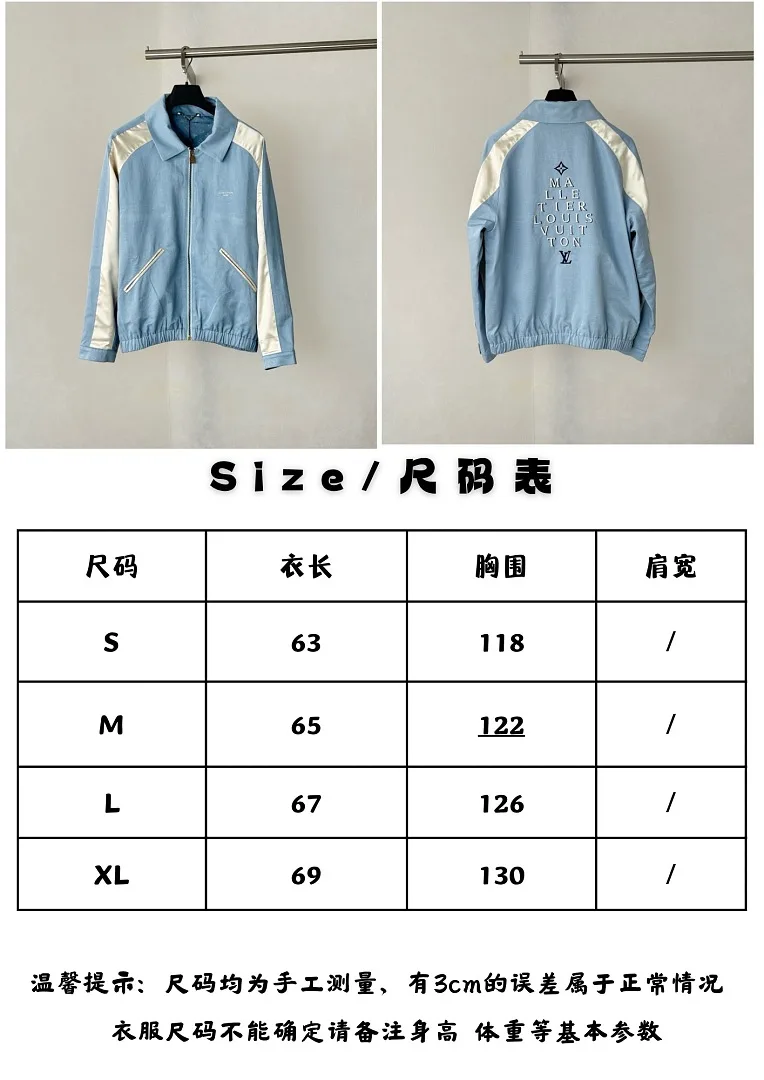 MA
LLE
TIER
LOUIS
VUIT
TON
LV
Size/尺码表
尺码 衣长 胸围 肩宽
S 63 118 /
M 65 122 /
L 67 126 /
XL 69 130 /
温馨提示：尺码均为手工测量，有3cm的误差属于正常情况
衣服尺码不能确定请备注身高 体重等基本参数